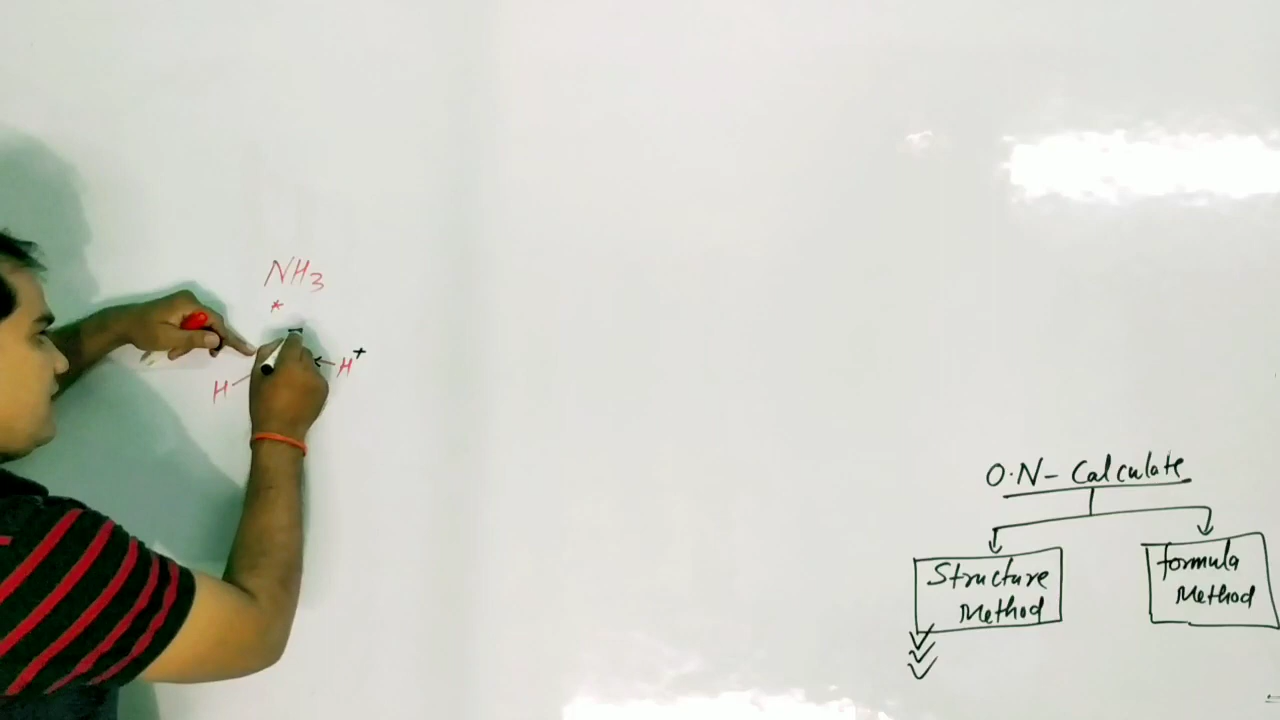 NH3
*
H
H+
O.N- Calculate
Structure Method
formula Method